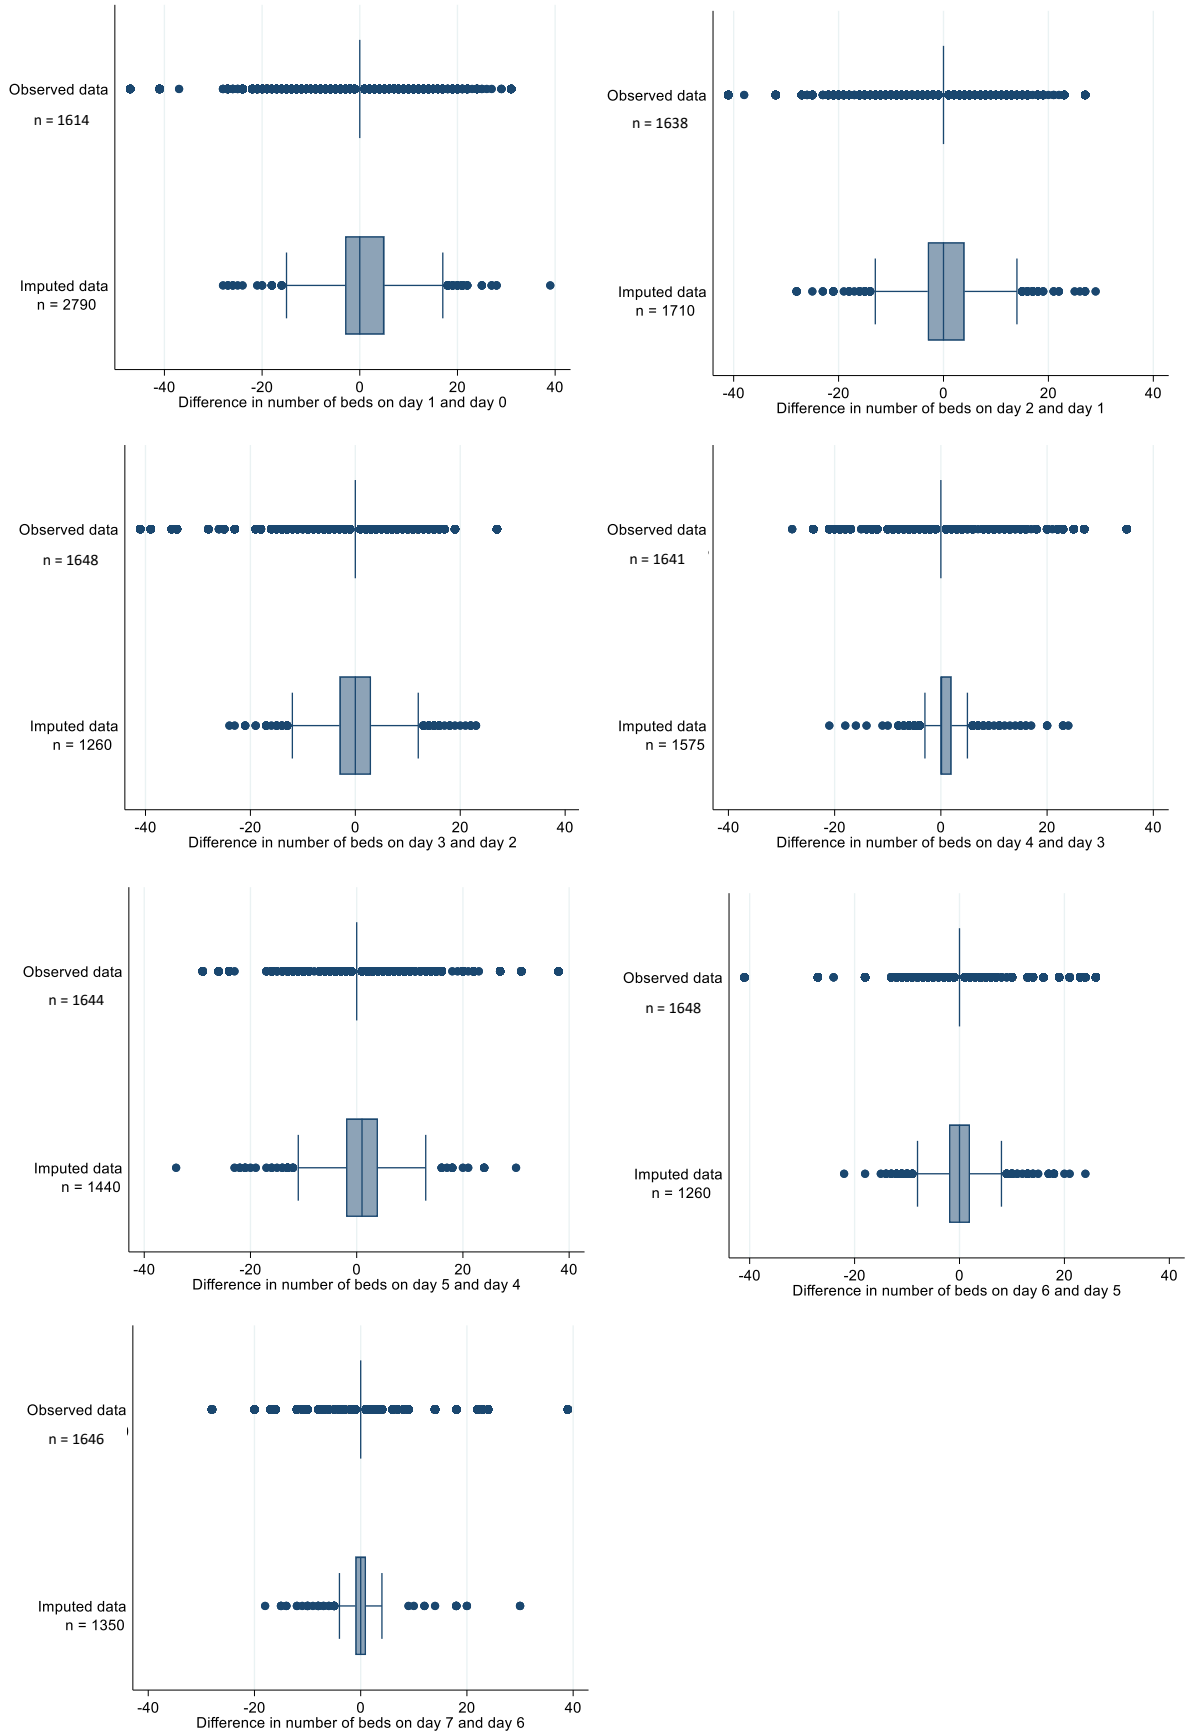 Observed data
n = 1614
Imputed data
n = 2790
-40 -20 0 20 40
Difference in number of beds on day 1 and day 0
Observed data
n = 1638
Imputed data
n = 1710
-40 -20 0 20 40
Difference in number of beds on day 2 and day 1
Observed data
n = 1648
Imputed data
n = 1260
-40 -20 0 20 40
Difference in number of beds on day 3 and day 2
Observed data
n = 1641
Imputed data
n = 1575
-40 -20 0 20 40
Difference in number of beds on day 4 and day 3
Observed data
n = 1644
Imputed data
n = 1440
-40 -20 0 20 40
Difference in number of beds on day 5 and day 4
Observed data
n = 1648
Imputed data
n = 1260
-40 -20 0 20 40
Difference in number of beds on day 6 and day 5
Observed data
n = 1646
Imputed data
n = 1350
-40 -20 0 20 40
Difference in number of beds on day 7 and day 6